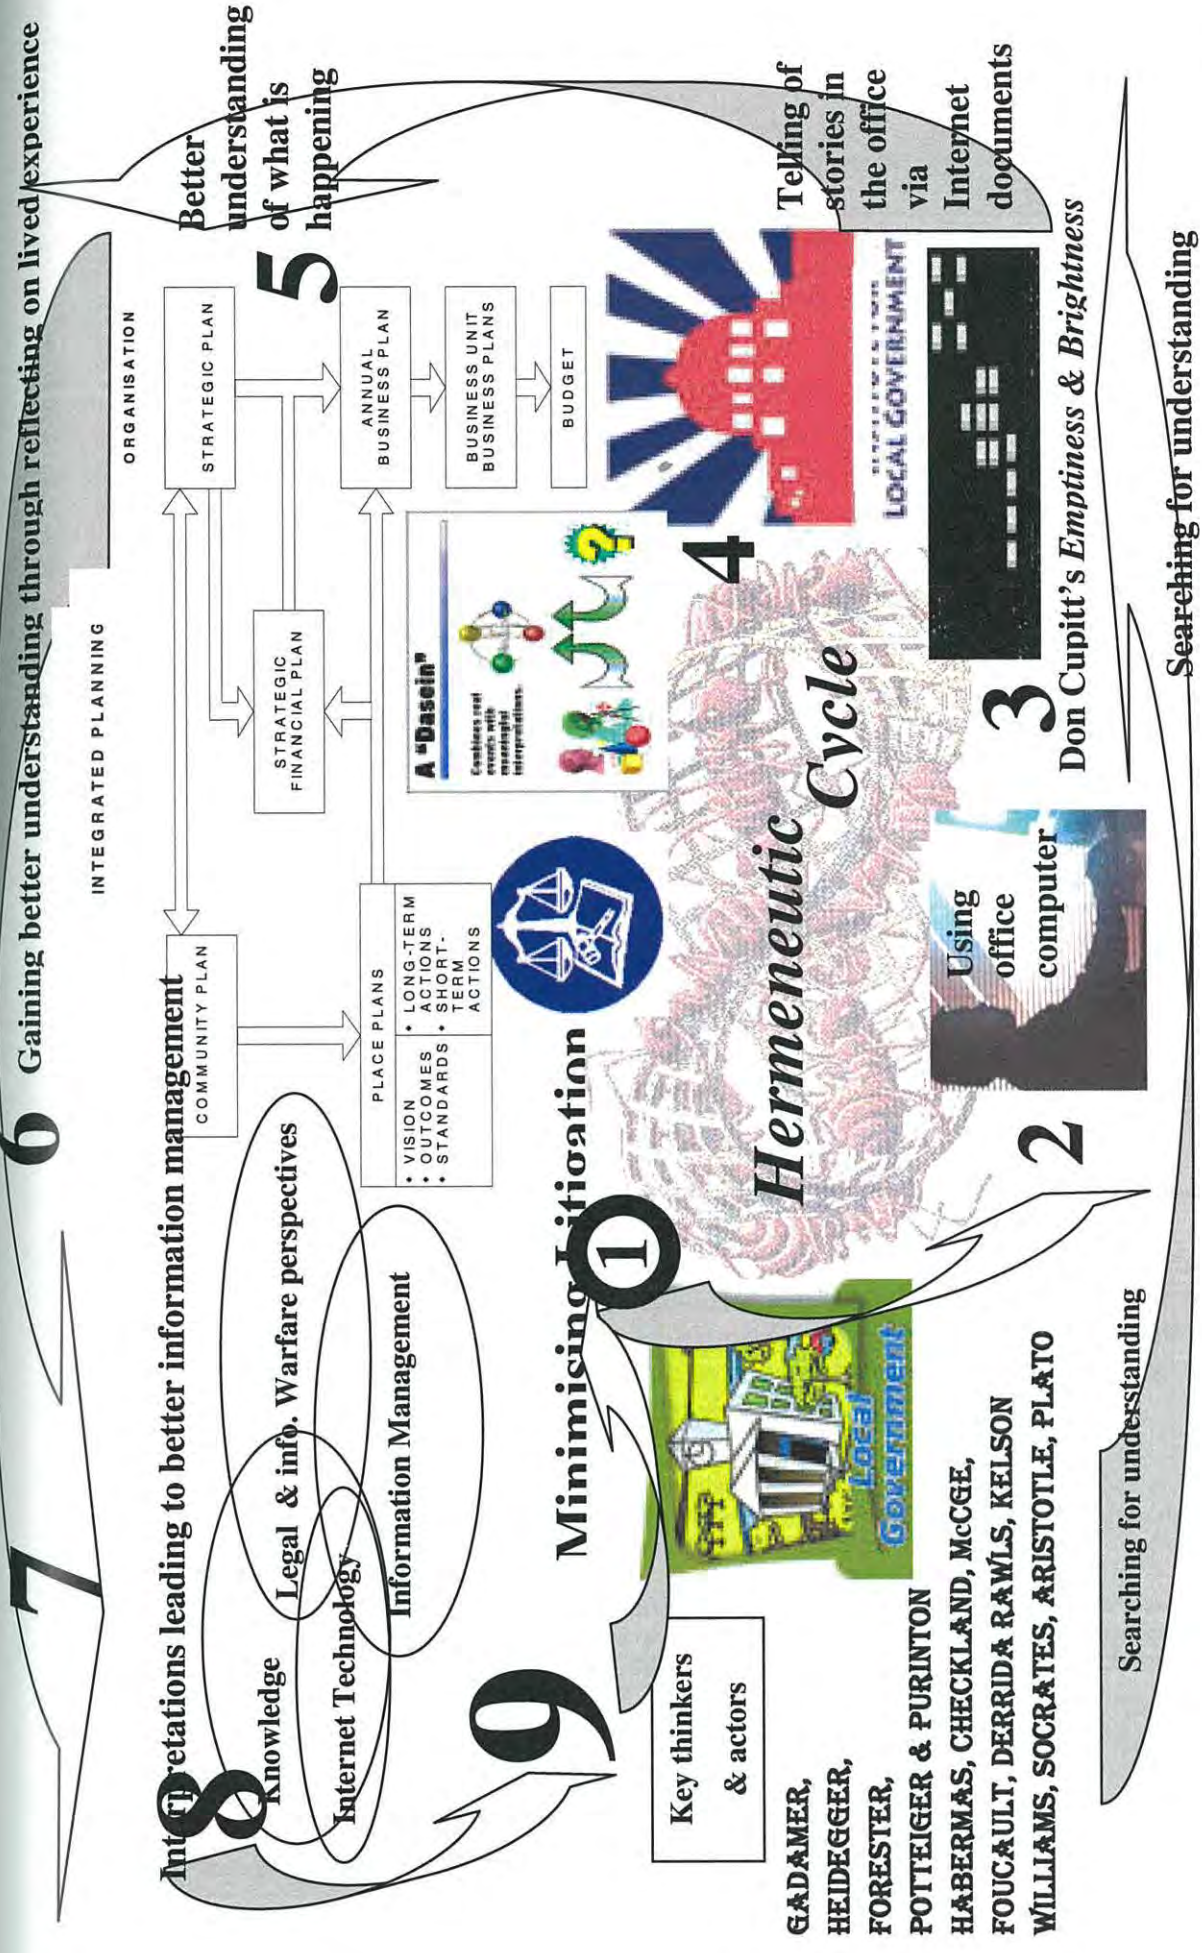 6 Gaining better understanding through reflecting on lived experience
7
INTEGRATED PLANNING
ORGANISATION
Interpretations leading to better information management
COMMUNITY PLAN
STRATEGIC PLAN
STRATEGIC
FINANCIAL PLAN
PLACE PLANS
• VISION
• OUTCOMES
• STANDARDS
• LONG-TERM
ACTIONS
• SHORT-
TERM
ACTIONS
ANNUAL
BUSINESS PLAN
BUSINESS UNIT
BUSINESS PLANS
BUDGET
5
Better
understanding
of what is
happening
8
Knowledge
Legal & info. Warfare perspectives
Internet Technology
Information Management
9
Minimising Litigation
1
A "Dasein"
Combines real
events with
meaningful
interpretations.
?
4
LOCAL GOVERNMENT
Telling of
stories in
the office
via
Internet
documents
Key thinkers
& actors
Local
Government
Hermeneutic Cycle
GADAMER,
HEIDEGGER,
FORESTER,
POTTEIGER & PURINTON
HABERMAS, CHECKLAND, McCGE,
FOUCAULT, DERRIDA RAWLS, KELSON
WILLIAMS, SOCRATES, ARISTOTLE, PLATO
2
Using
office
computer
3
Don Cupitt's Emptiness & Brightness
Searching for understanding
Searching for understanding